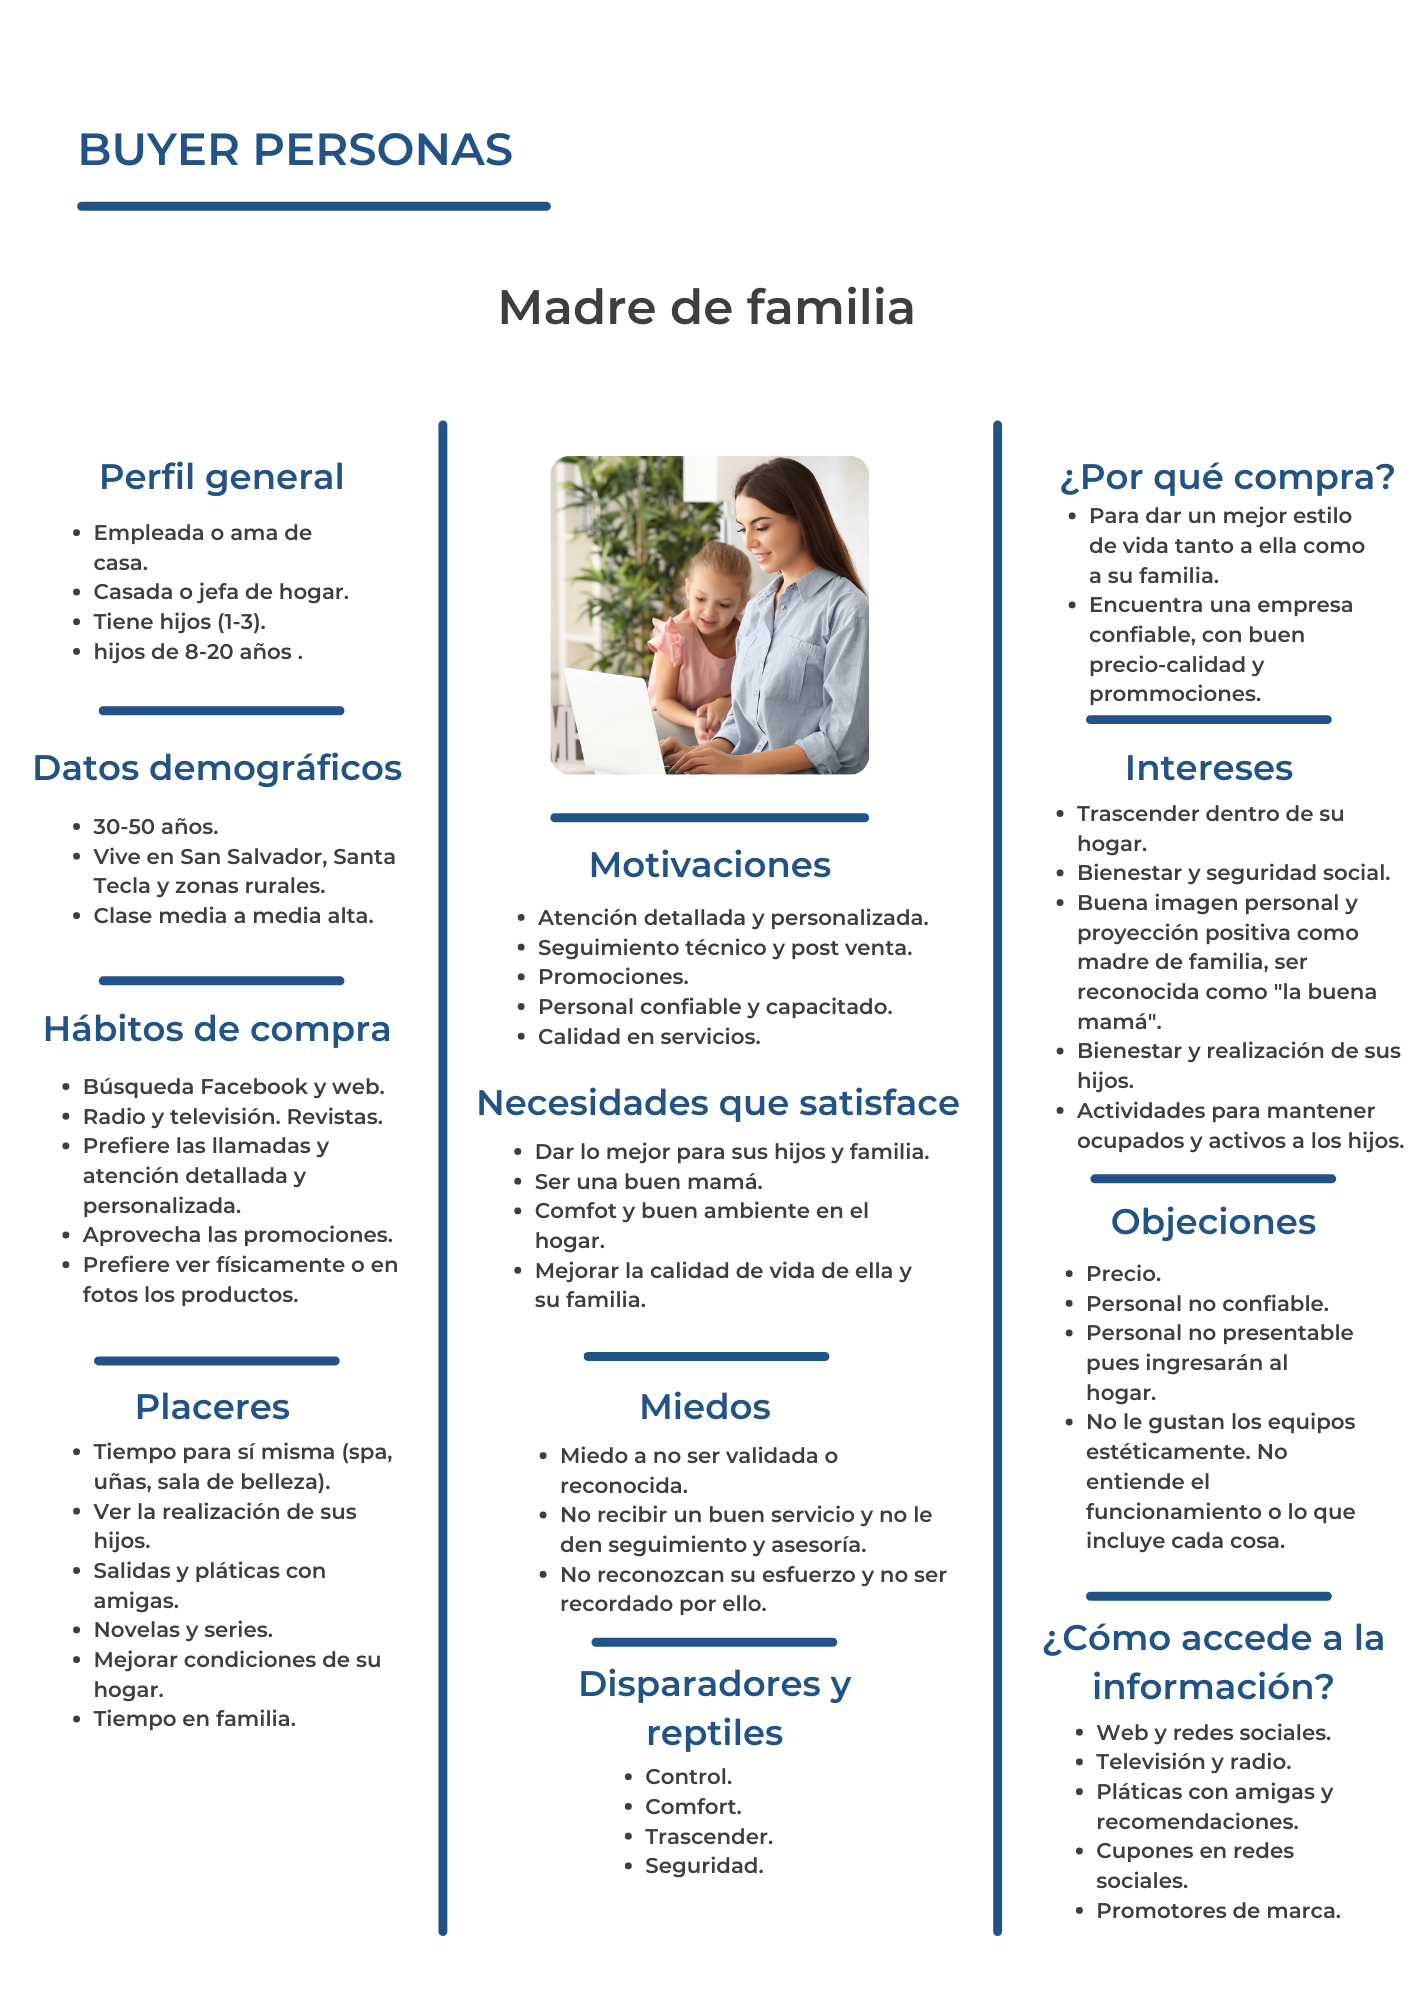 BUYER PERSONAS
Madre de familia
Perfil general
• Empleada o ama de
casa.
• Casada o jefa de hogar.
• Tiene hijos (1-3).
• hijos de 8-20 años .
Datos demográficos
• 30-50 años.
• Vive en San Salvador, Santa
Tecla y zonas rurales.
• Clase media a media alta.
Hábitos de compra
• Búsqueda Facebook y web.
• Radio y televisión. Revistas.
• Prefiere las llamadas y
atención detallada y
personalizada.
• Aprovecha las promociones.
• Prefiere ver físicamente o en
fotos los productos.
Placeres
• Tiempo para sí misma (spa,
uñas, sala de belleza).
• Ver la realización de sus
hijos.
• Salidas y pláticas con
amigas.
• Novelas y series.
• Mejorar condiciones de su
hogar.
• Tiempo en familia.
Motivaciones
• Atención detallada y personalizada.
• Seguimiento técnico y post venta.
• Promociones.
• Personal confiable y capacitado.
• Calidad en servicios.
Necesidades que satisface
• Dar lo mejor para sus hijos y familia.
• Ser una buen mamá.
• Comfot y buen ambiente en el
hogar.
• Mejorar la calidad de vida de ella y
su familia.
Miedos
• Miedo a no ser validada o
reconocida.
• No recibir un buen servicio y no le
den seguimiento y asesoría.
• No reconozcan su esfuerzo y no ser
recordado por ello.
Disparadores y
reptiles
• Control.
• Comfort.
• Trascender.
• Seguridad.
¿Por qué compra?
• Para dar un mejor estilo
de vida tanto a ella como
a su familia.
• Encuentra una empresa
confiable, con buen
precio-calidad y
prommociones.
Intereses
• Trascender dentro de su
hogar.
• Bienestar y seguridad social.
• Buena imagen personal y
proyección positiva como
madre de familia, ser
reconocida como "la buena
mamá".
• Bienestar y realización de sus
hijos.
• Actividades para mantener
ocupados y activos a los hijos.
Objeciones
• Precio.
• Personal no confiable.
• Personal no presentable
pues ingresarán al
hogar.
• No le gustan los equipos
estéticamente. No
entiende el
funcionamiento o lo que
incluye cada cosa.
¿Cómo accede a la
información?
• Web y redes sociales.
• Televisión y radio.
• Pláticas con amigas y
recomendaciones.
• Cupones en redes
sociales.
• Promotores de marca.